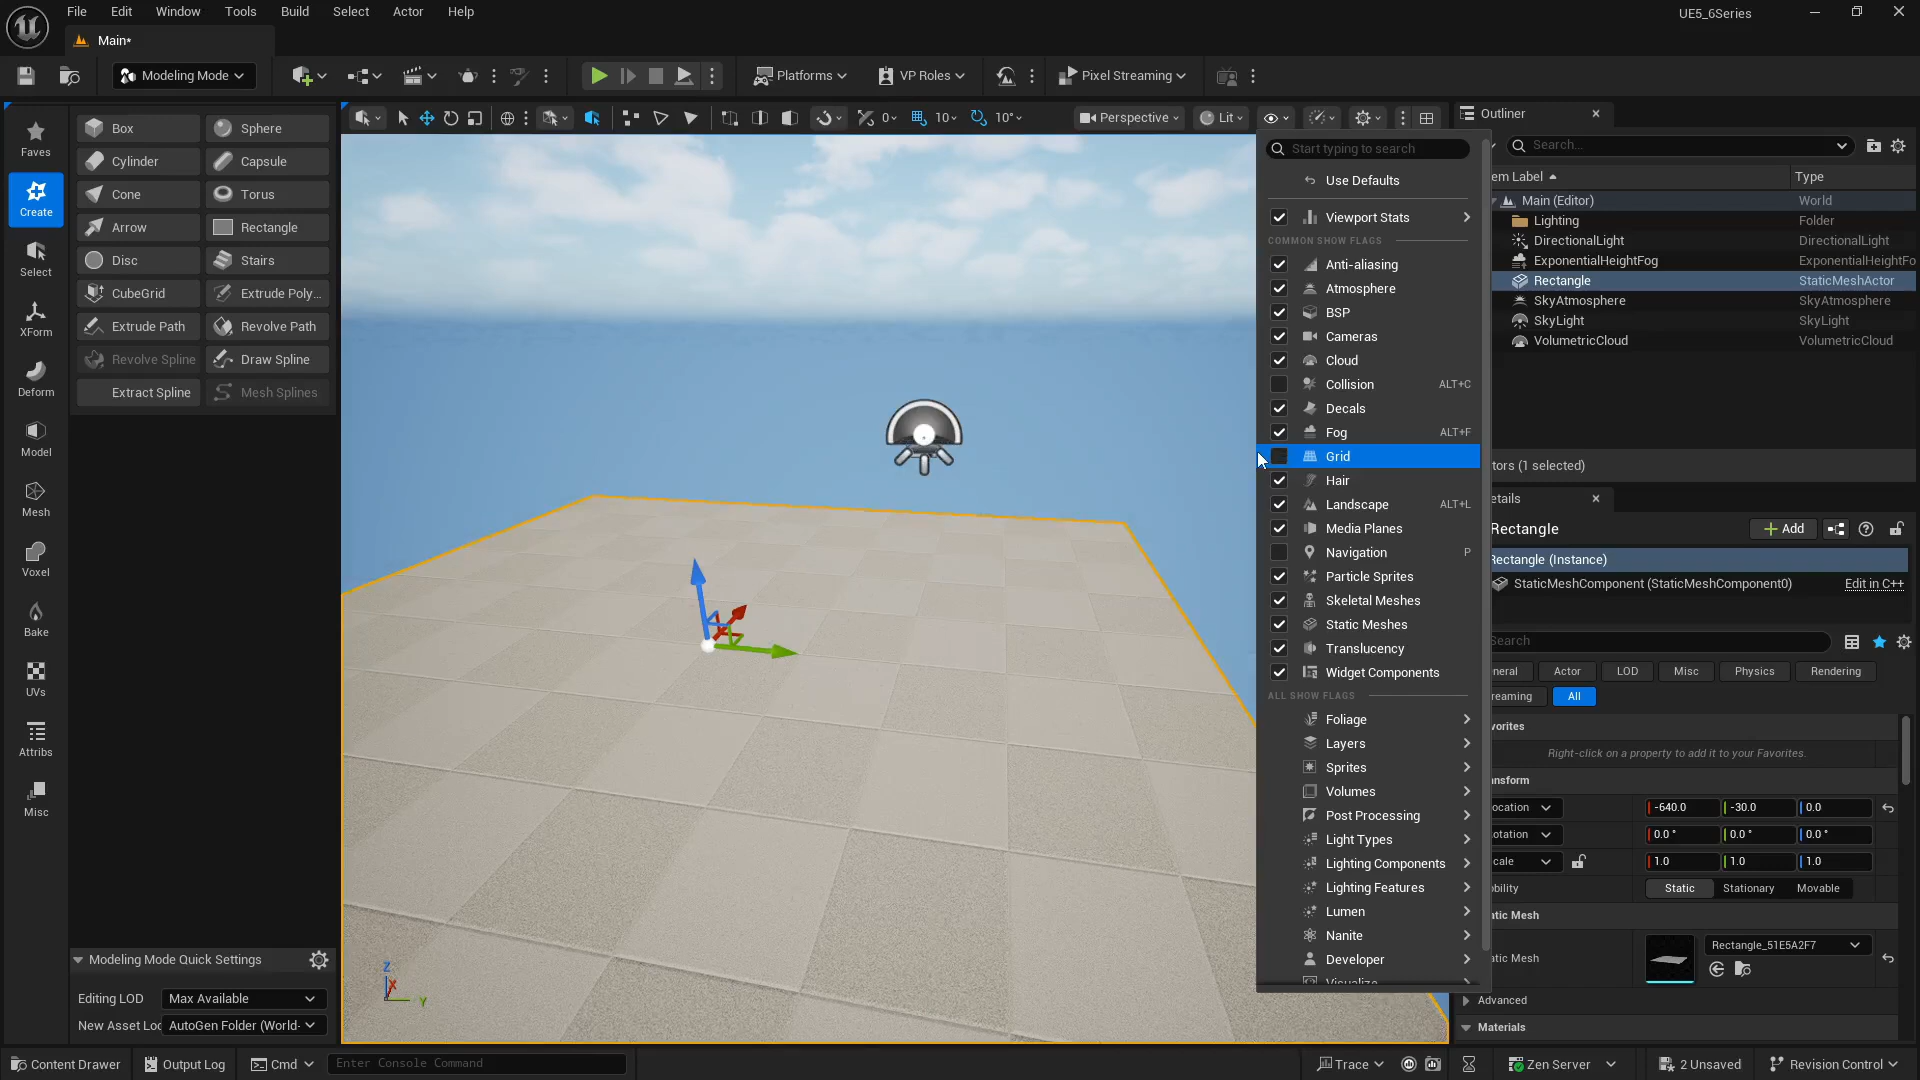 File Edit Window Tools Build Select Actor Help
UE5_6Series
Main*
Modeling Mode
Platforms
VP Roles
Pixel Streaming
Faves
Create
Select
XForm
Deform
Model
Mesh
Voxel
Bake
UVs
Attribs
Misc
Box Sphere
Cylinder Capsule
Cone Torus
Arrow Rectangle
Disc Stairs
CubeGrid Extrude Poly...
Extrude Path Revolve Path
Revolve Spline Draw Spline
Extract Spline Mesh Splines
Modeling Mode Quick Settings
Editing LOD Max Available
New Asset Loc AutoGen Folder (World-
0 10 10° Perspective Lit
Z
X
Y
Start typing to search
Use Defaults
Viewport Stats
COMMON SHOW FLAGS
Anti-aliasing
Atmosphere
BSP
Cameras
Cloud
Collision ALT+C
Decals
Fog ALT+F
Grid
Hair
Landscape ALT+L
Media Planes
Navigation P
Particle Sprites
Skeletal Meshes
Static Meshes
Translucency
Widget Components
ALL SHOW FLAGS
Foliage
Layers
Sprites
Volumes
Post Processing
Light Types
Lighting Components
Lighting Features
Lumen
Nanite
Developer
Visualize
Outliner
Search...
em Label Type
Main (Editor) World
Lighting Folder
DirectionalLight DirectionalLight
ExponentialHeightFog ExponentialHeightFo
Rectangle StaticMeshActor
SkyAtmosphere SkyAtmosphere
SkyLight SkyLight
VolumetricCloud VolumetricCloud
tors (1 selected)
etails
Rectangle Add
Rectangle (Instance)
StaticMeshComponent (StaticMeshComponent0) Edit in C++
Search
neral Actor LOD Misc Physics Rendering
reaming All
vorites
Right-click on a property to add it to your Favorites.
ansform
ocation -640.0 -30.0 0.0
otation 0.0° 0.0° 0.0°
cale 1.0 1.0 1.0
obility Static Stationary Movable
atic Mesh
atic Mesh Rectangle_51E5A2F7
Advanced
Materials
Content Drawer Output Log Cmd Enter Console Command Trace Zen Server 2 Unsaved Revision Control